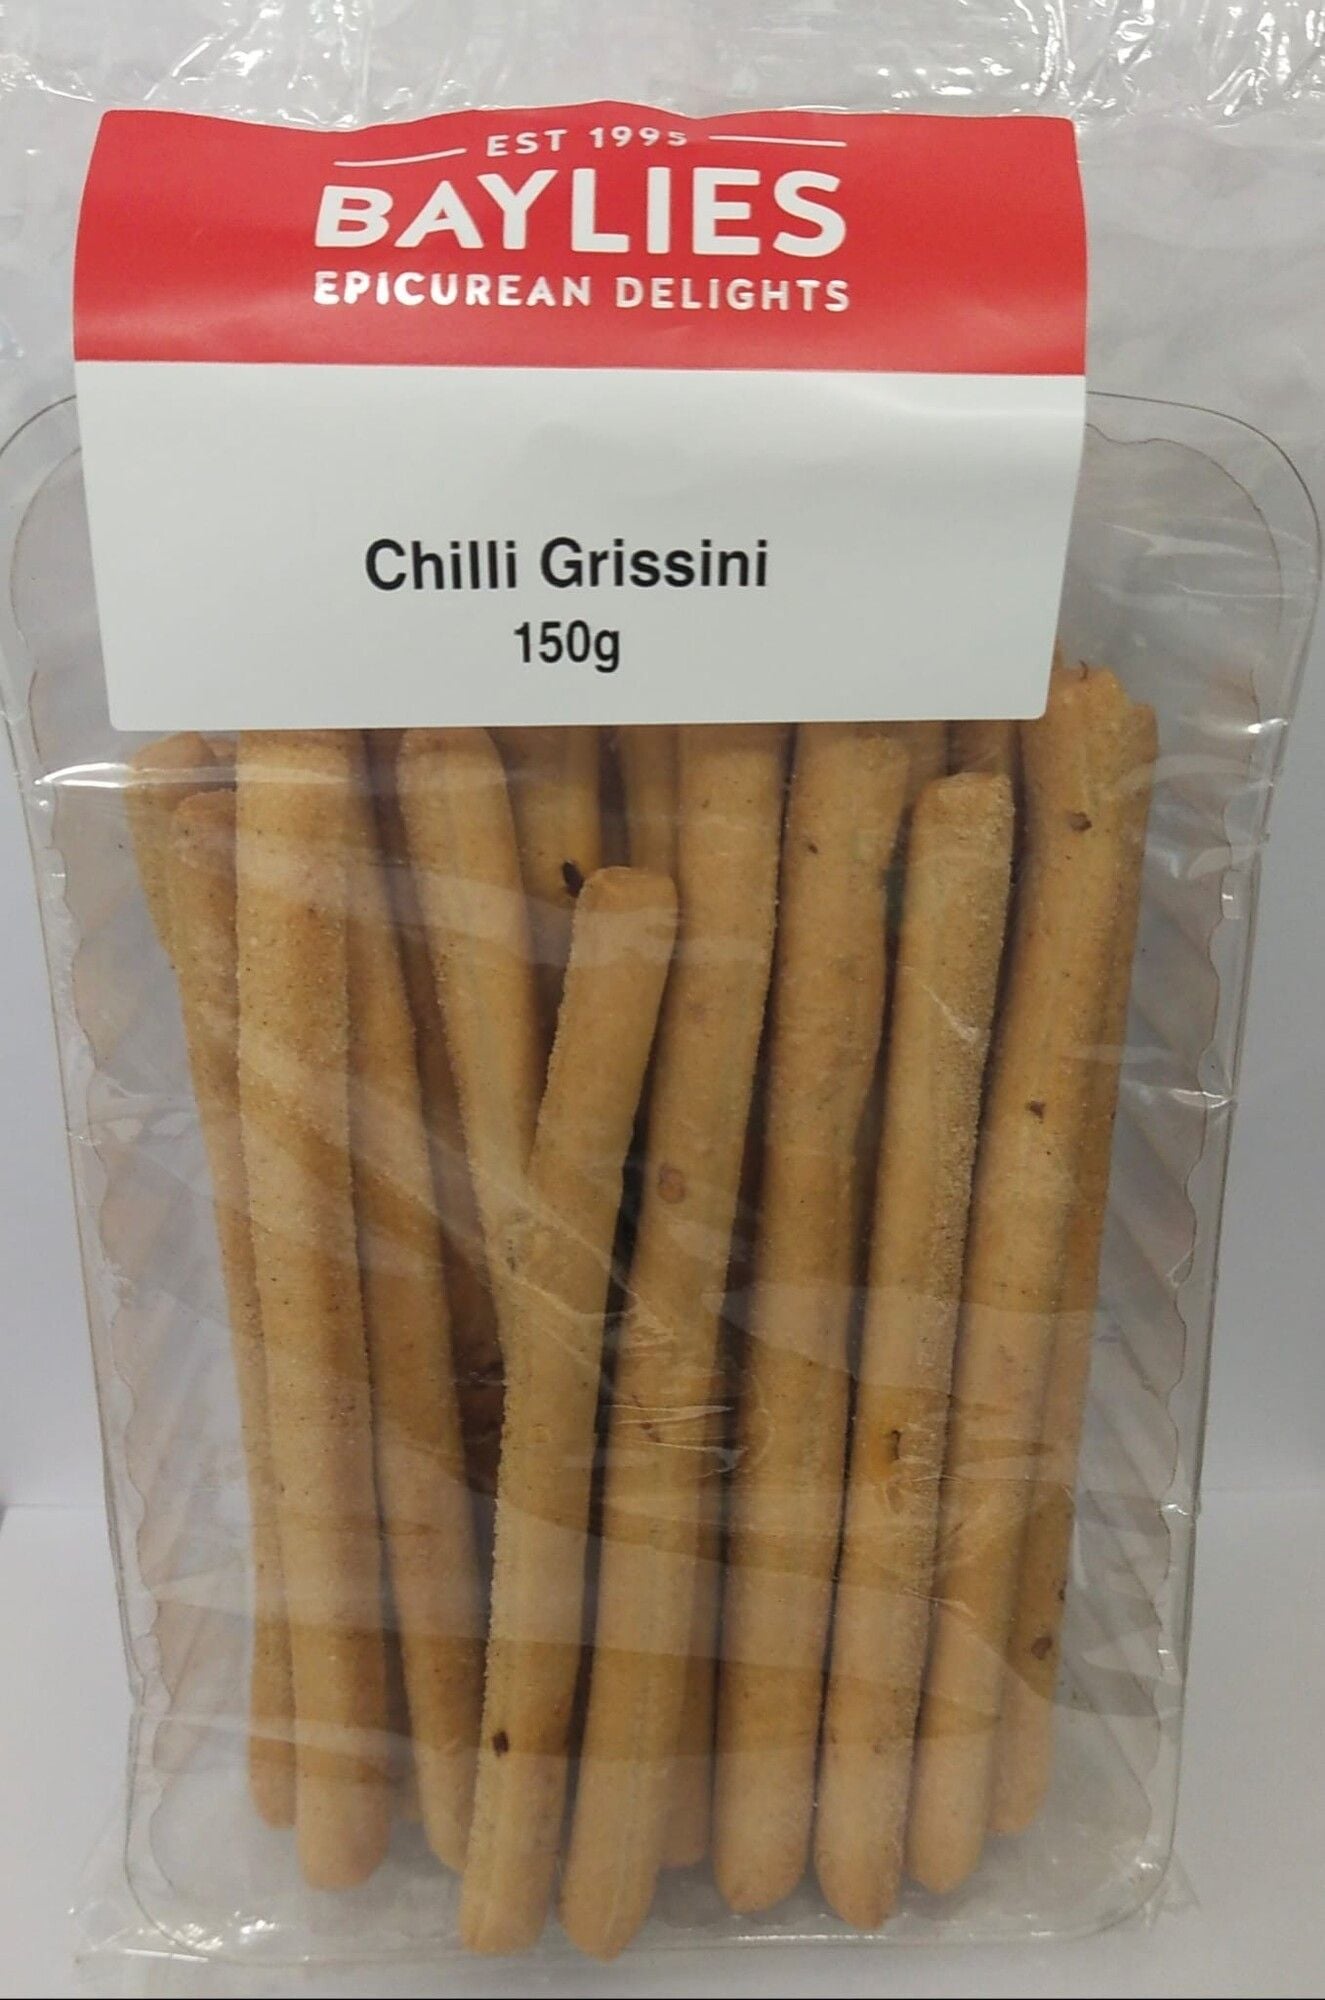 EST 1995
BAYLIES
EPICUREAN DELIGHTS
Chilli Grissini
150g